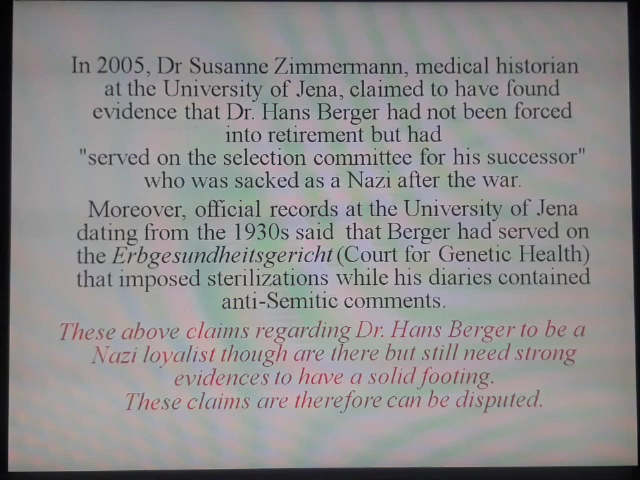 In 2005, Dr Susanne Zimmermann, medical historian
at the University of Jena, claimed to have found
evidence that Dr. Hans Berger had not been forced
into retirement but had
"served on the selection committee for his successor"
who was sacked as a Nazi after the war.
Moreover, official records at the University of Jena
dating from the 1930s said that Berger had served on
the Erbgesundheitsgericht (Court for Genetic Health)
that imposed sterilizations while his diaries contained
anti-Semitic comments.
These above claims regarding Dr. Hans Berger to be a
Nazi loyalist though are there but still need strong
evidences to have a solid footing.
These claims are therefore can be disputed.